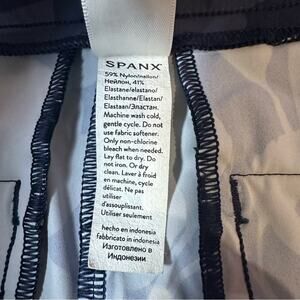 SPANX
59% Nylon/nailon/
Нейлон, 41%
Elastane/elastano/
Elasthanne/Elastan/
Эластаан/Эластан.
Machine wash cold,
gentle cycle. Do not
use fabric softener.
Only non-chlorine
bleach when needed.
Lay flat to dry. Do
not iron. Or dry
clean. Laver à froid
en machine, cycle
délicat. Ne pas
utiliser
d'assouplissant.
Utiliser seulement
hecho en indonesia
fabbricato in indonesia
Изготовлено в
Индонезии